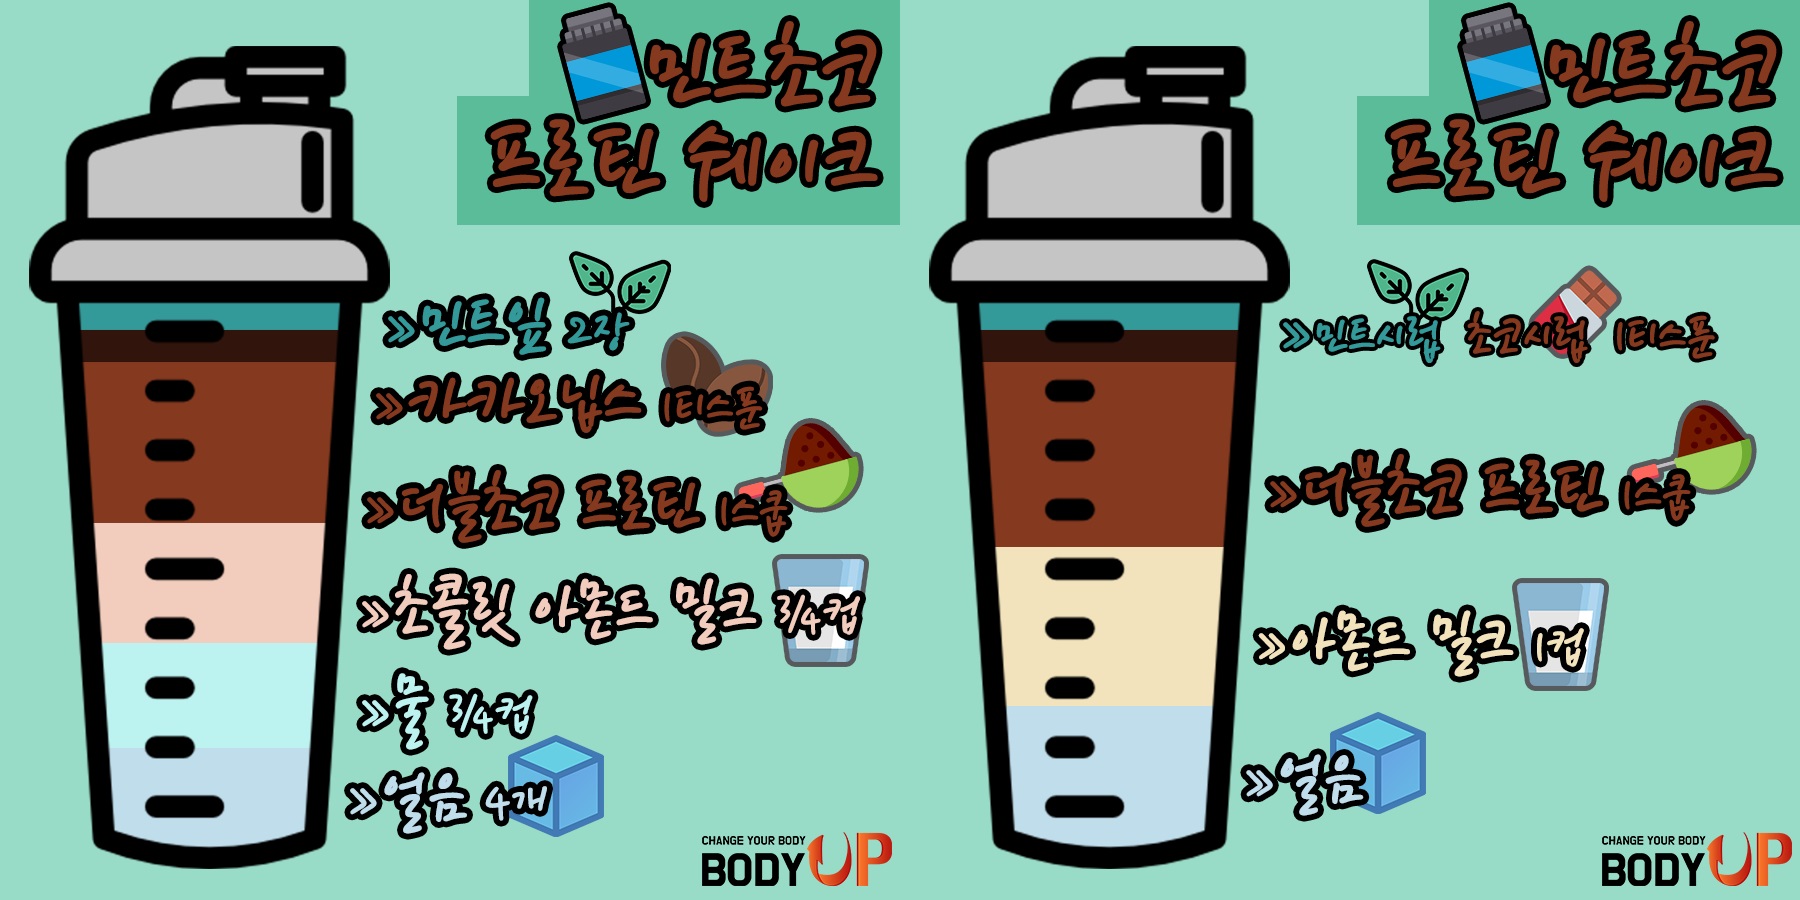 민트초코
프로틴 쉐이크
»민트잎 2장
»카카오닙스 1티스푼
»더블초코 프로틴 1스쿱
»초콜릿 아몬드 밀크 3/4컵
»물 3/4컵
»얼음 4개
CHANGE YOUR BODY
BODY UP
민트초코
프로틴 쉐이크
»민트시럽 초코시럽 1티스푼
»더블초코 프로틴 1스쿱
»아몬드 밀크 1컵
»얼음
CHANGE YOUR BODY
BODY UP